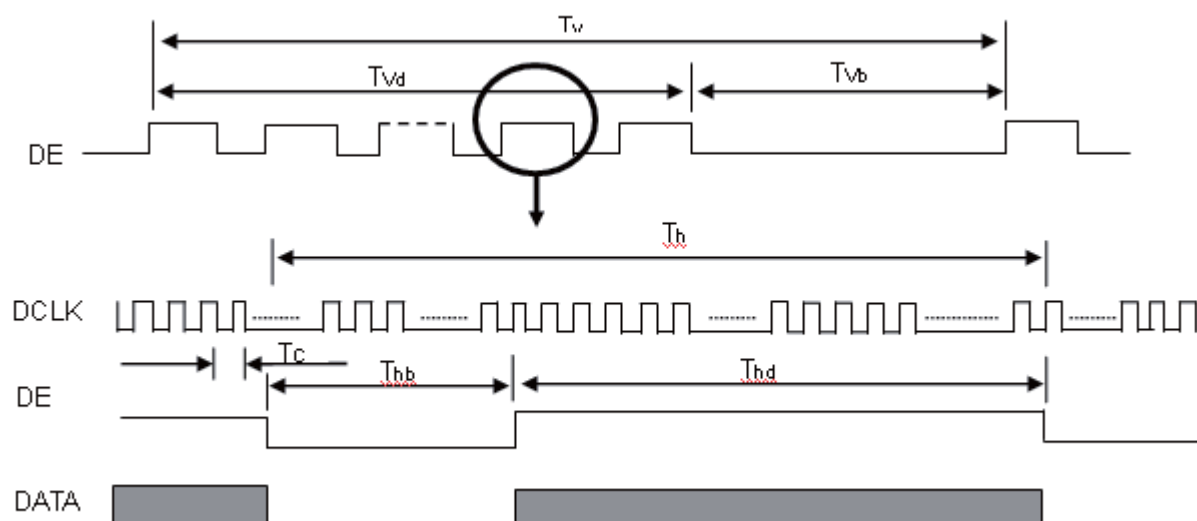 Tv
TVd
TVb
DE
Th
DCLK
TC
Thb
Thd
DE
DATA